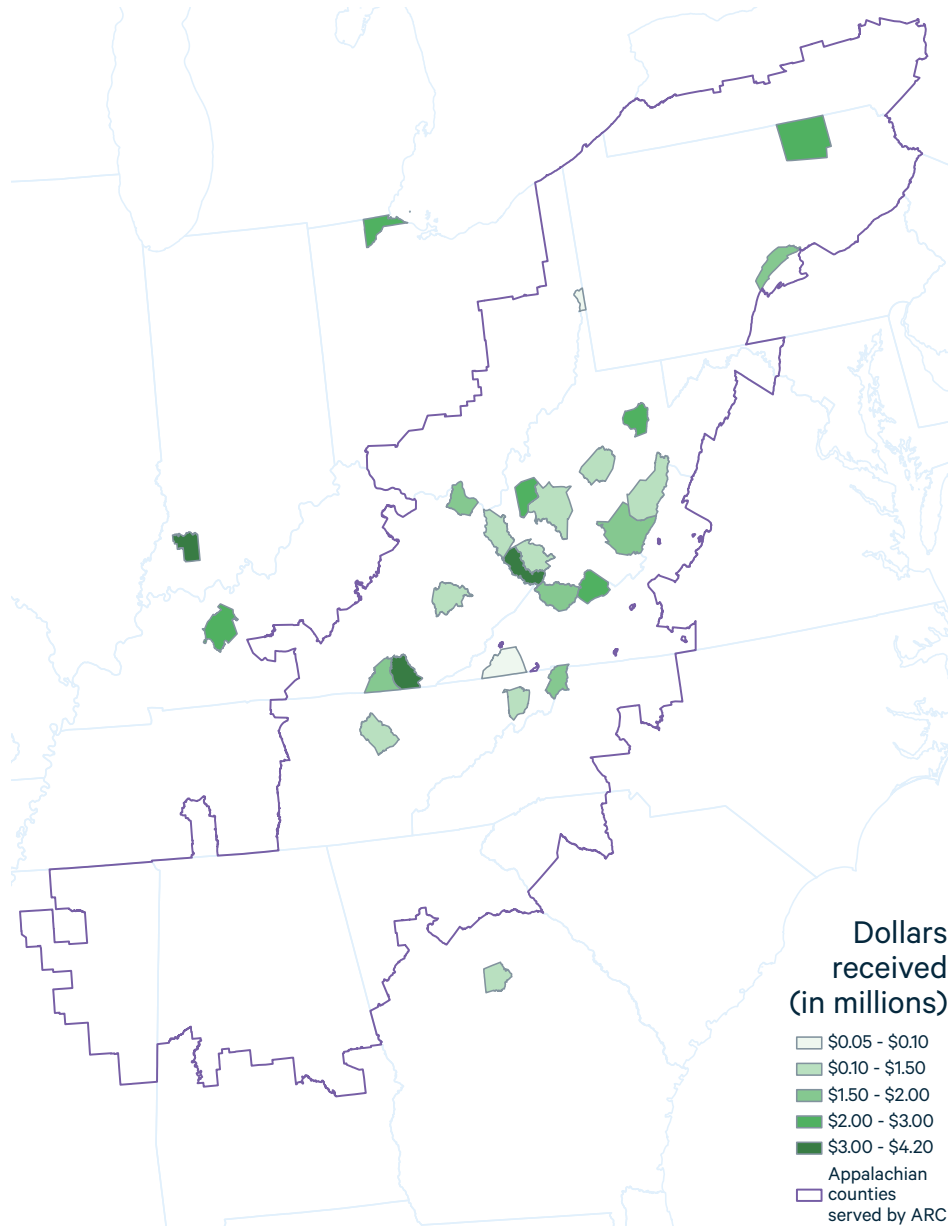 Dollars
received
(in millions)
$0.05 - $0.10
$0.10 - $1.50
$1.50 - $2.00
$2.00 - $3.00
$3.00 - $4.20
Appalachian
counties
served by ARC